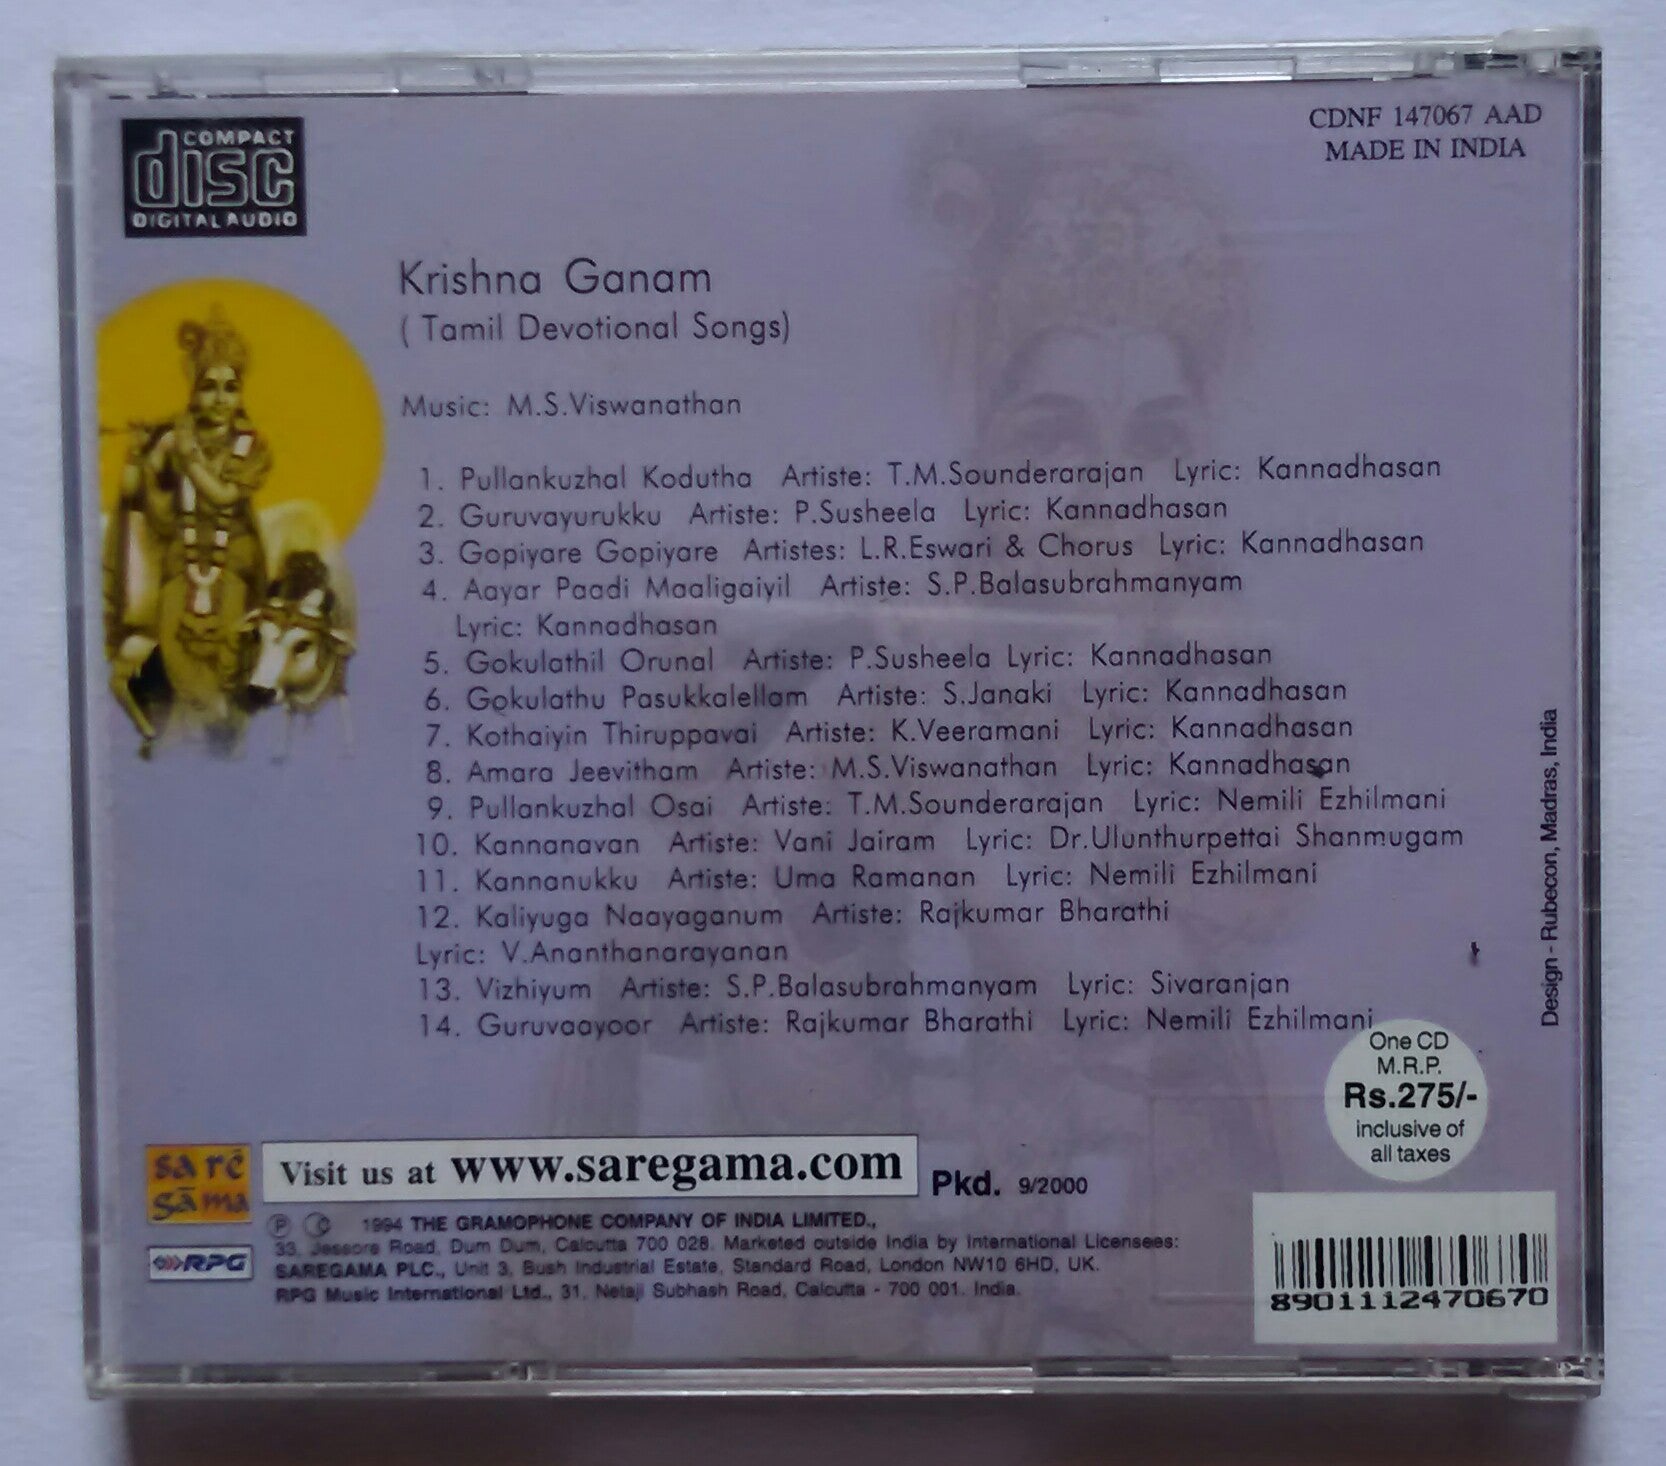 COMPACT
disc
DIGITAL AUDIO
CDNF 147067 AAD
MADE IN INDIA
Krishna Ganam
( Tamil Devotional Songs)
Music: M.S.Viswanathan
1. Pullankuzhal Kodutha Artiste: T.M.Sounderarajan Lyric: Kannadhasan
2. Guruvayurukku Artiste: P.Susheela Lyric: Kannadhasan
3. Gopiyare Gopiyare Artistes: L.R.Eswari & Chorus Lyric: Kannadhasan
4. Aayar Paadi Maaligaiyil Artiste: S.P.Balasubrahmanyam
Lyric: Kannadhasan
5. Gokulathil Orunal Artiste: P.Susheela Lyric: Kannadhasan
6. Gokulathu Pasukkalellam Artiste: S.Janaki Lyric: Kannadhasan
7. Kothaiyin Thiruppavai Artiste: K.Veeramani Lyric: Kannadhasan
8. Amara Jeevitham Artiste: M.S.Viswanathan Lyric: Kannadhasan
9. Pullankuzhal Osai Artiste: T.M.Sounderarajan Lyric: Nemili Ezhilmani
10. Kannanavan Artiste: Vani Jairam Lyric: Dr.Ulunthurpettai Shanmugam
11. Kannanukku Artiste: Uma Ramanan Lyric: Nemili Ezhilmani
12. Kaliyuga Naayaganum Artiste: Rajkumar Bharathi
Lyric: V.Ananthanarayanan
13. Vizhiyum Artiste: S.P.Balasubrahmanyam Lyric: Sivaranjan
14. Guruvaayoor Artiste: Rajkumar Bharathi Lyric: Nemili Ezhilmani
Design - Rubecon, Madras, India
One CD
M.R.P.
Rs.275/-
inclusive of
all taxes
sa rē
gā ma
Visit us at www.saregama.com
Pkd. 9/2000
RPG
Ⓟ © 1994 THE GRAMOPHONE COMPANY OF INDIA LIMITED.,
33, Jessore Road, Dum Dum, Calcutta 700 028. Marketed outside India by International Licensees:
SAREGAMA PLC., Unit 3, Bush Industrial Estate, Standard Road, London NW10 6HD, UK.
RPG Music International Ltd., 31, Netaji Subhash Road, Calcutta - 700 001. India.
8901112470670